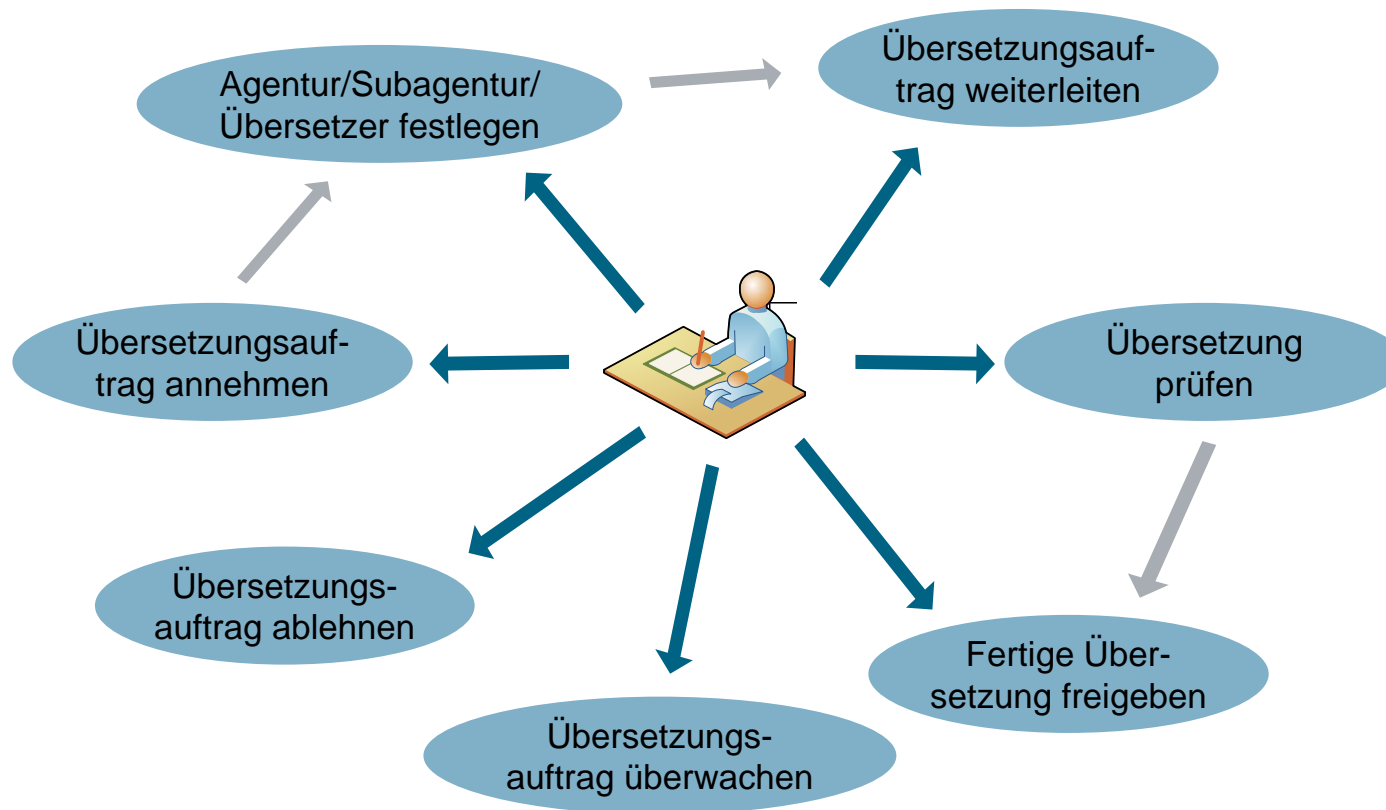 Übersetzungsauf-
trag weiterleiten
Agentur/Subagentur/
Übersetzer festlegen
Übersetzungsauf-
trag annehmen
Übersetzung
prüfen
Übersetzungs-
auftrag ablehnen
Fertige Über-
setzung freigeben
Übersetzungs-
auftrag überwachen